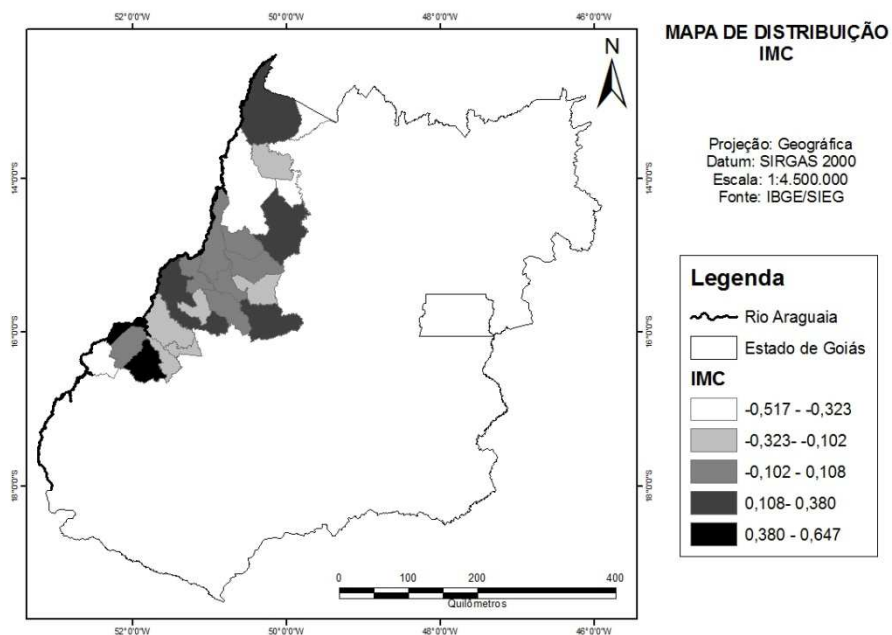 MAPA DE DISTRIBUIÇÃO
IMC
Projeção: Geográfica
Datum: SIRGAS 2000
Escala: 1:4.500.000
Fonte: IBGE/SIEG
52°0'0"W 50°0'0"W 48°0'0"W 46°0'0"W
N
14°0'0"S 14°0'0"S
16°0'0"S 16°0'0"S
18°0'0"S 18°0'0"S
0 100 200 400
Quilômetros
52°0'0"W 50°0'0"W 48°0'0"W 46°0'0"W
Legenda
Rio Araguaia
Estado de Goiás
IMC
-0,517 - -0,323
-0,323- -0,102
-0,102 - 0,108
0,108- 0,380
0,380 - 0,647